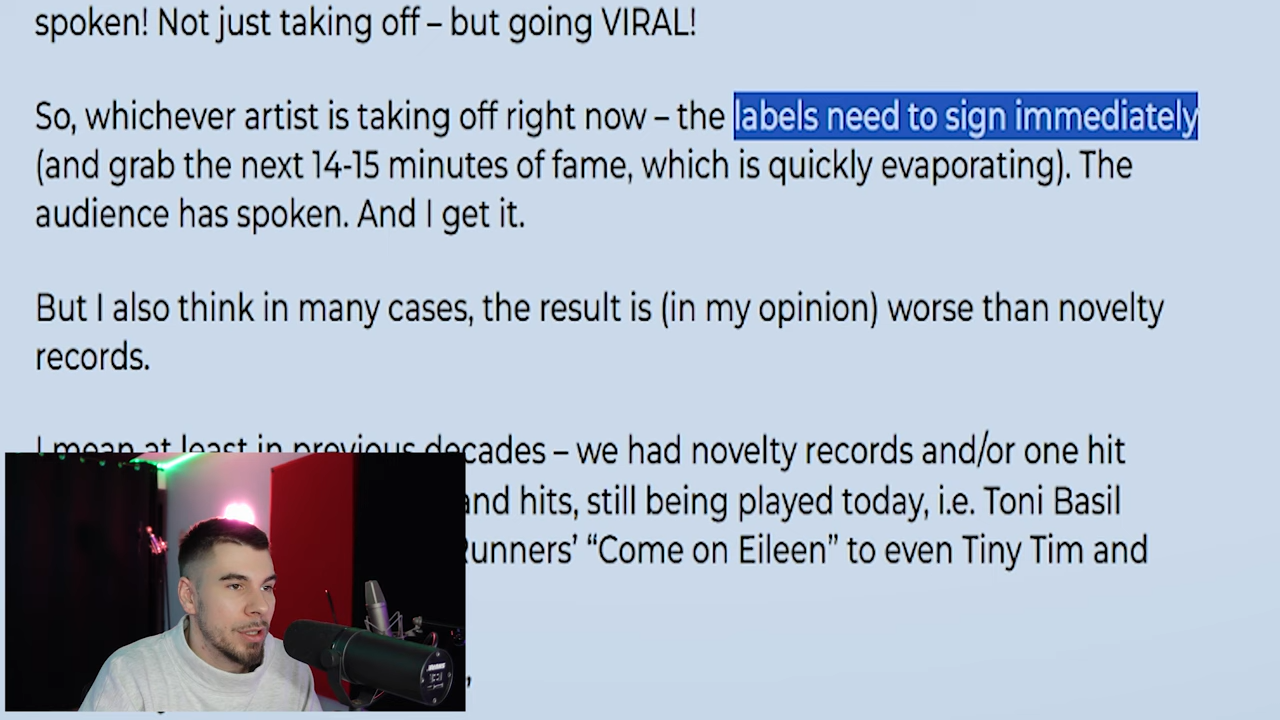 spoken! Not just taking off – but going VIRAL!
So, whichever artist is taking off right now – the labels need to sign immediately
(and grab the next 14-15 minutes of fame, which is quickly evaporating). The
audience has spoken. And I get it.
But I also think in many cases, the result is (in my opinion) worse than novelty
records.
I mean at least in previous decades – we had novelty records and/or one hit
and hits, still being played today, i.e. Toni Basil
Runners’ “Come on Eileen” to even Tiny Tim and